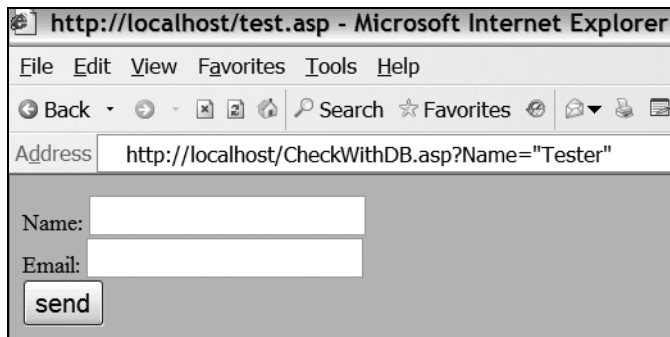 http://localhost/test.asp - Microsoft Internet Explorer
File Edit View Favorites Tools Help
Back Search Favorites
Address http://localhost/CheckWithDB.asp?Name="Tester"
Name:
Email:
send